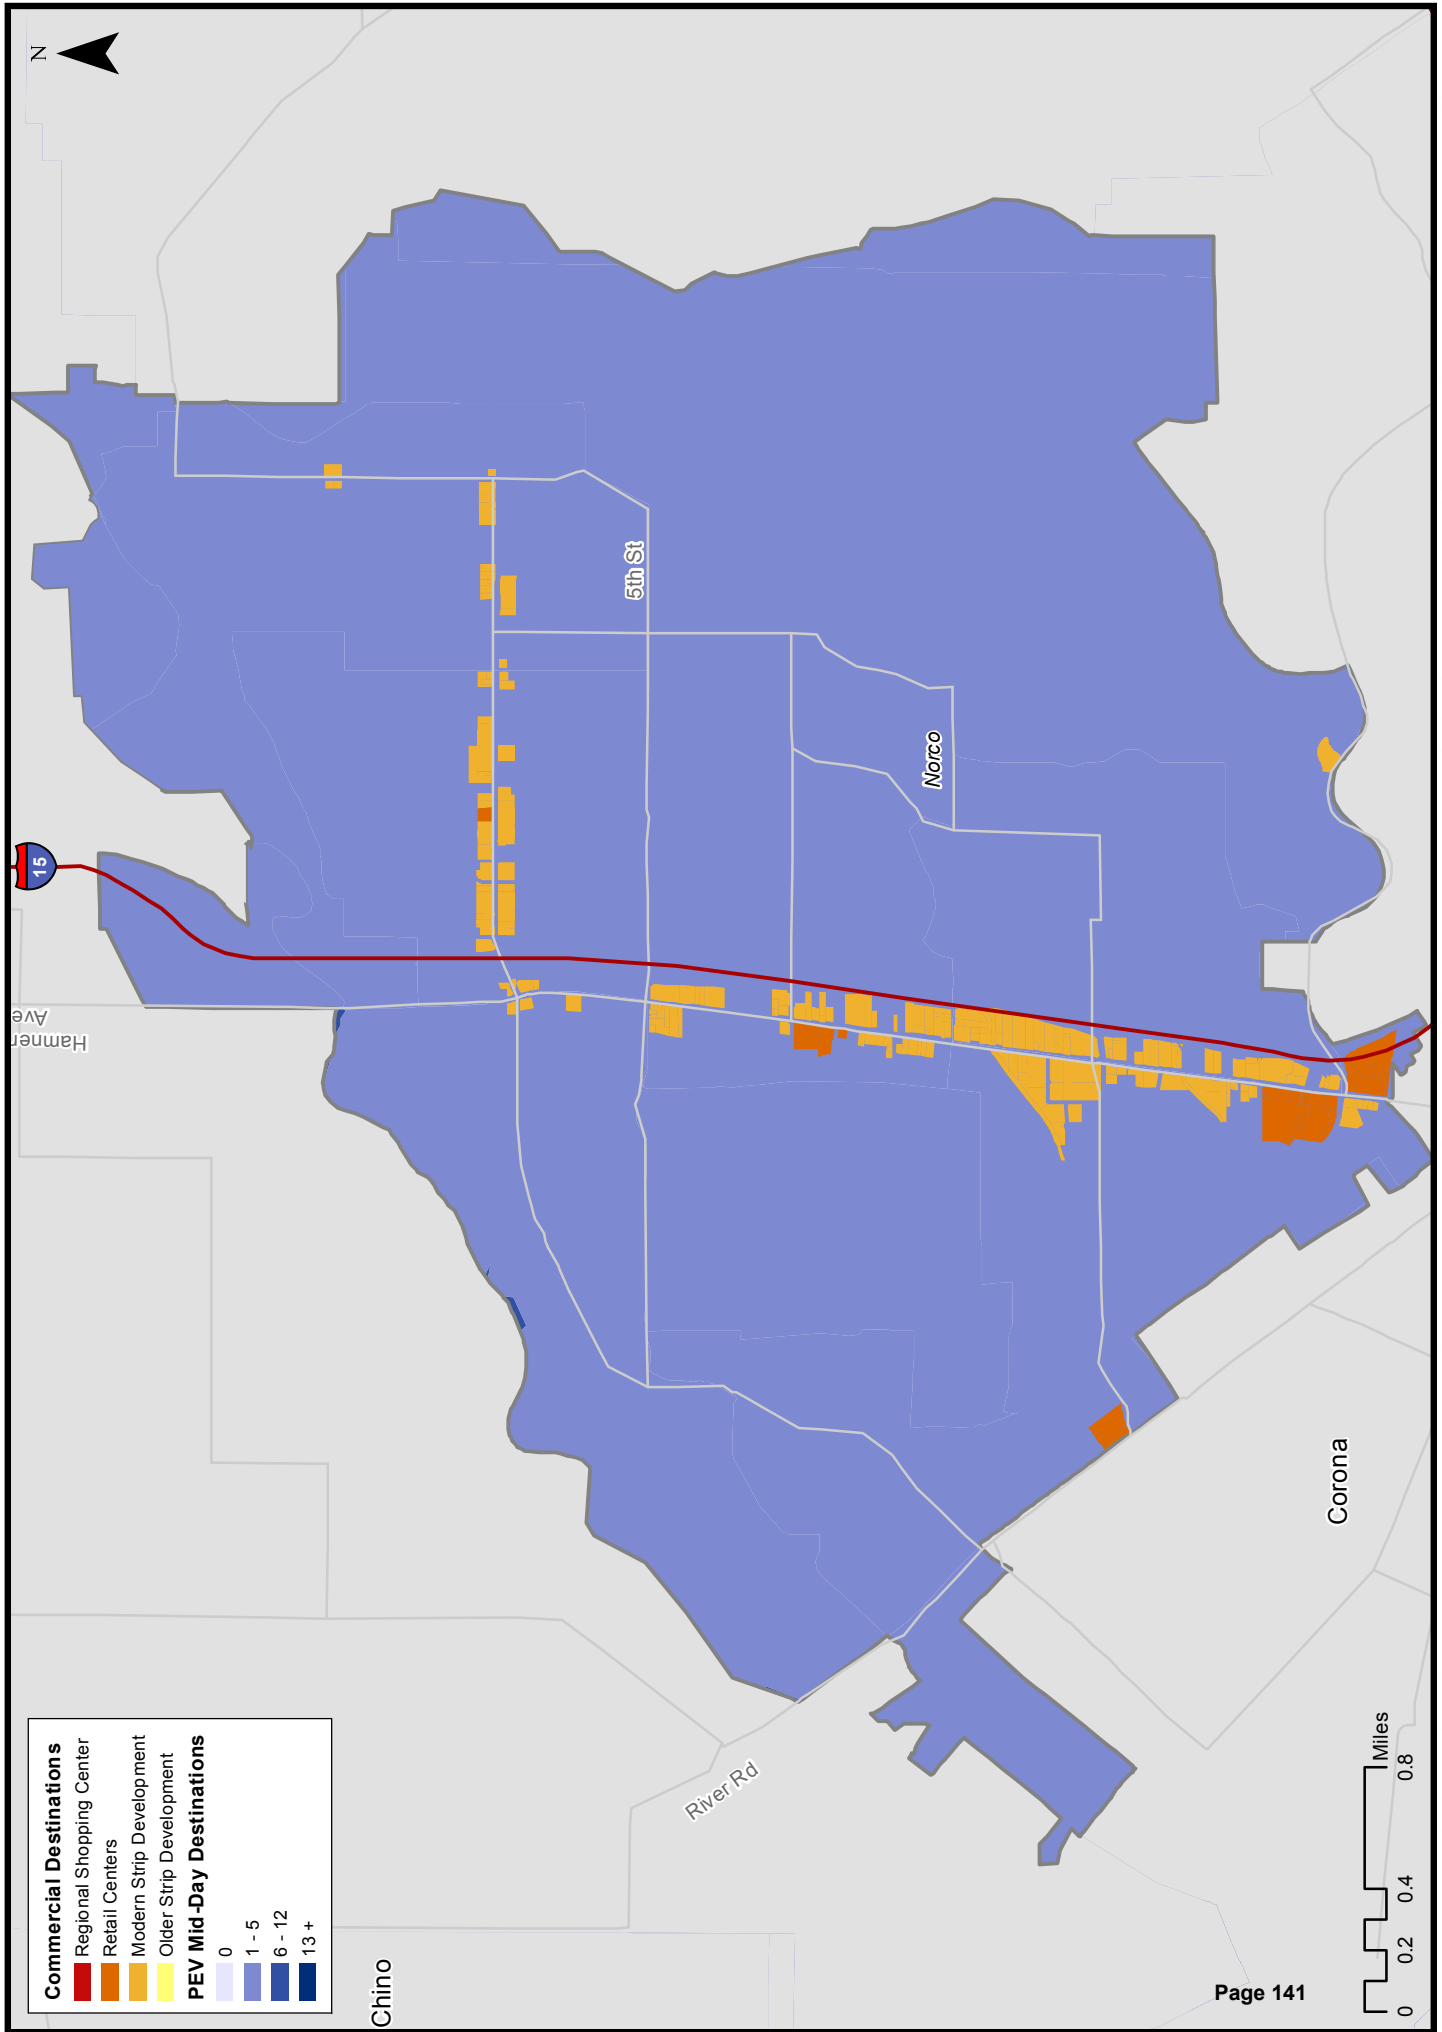 Commercial Destinations
Regional Shopping Center
Retail Centers
Modern Strip Development
Older Strip Development
PEV Mid-Day Destinations
0
1 - 5
6 - 12
13 +
N
15
Hamner
Ave
5th St
Norco
River Rd
Chino
Corona
Miles
0
0.2
0.4
0.8
Page 141